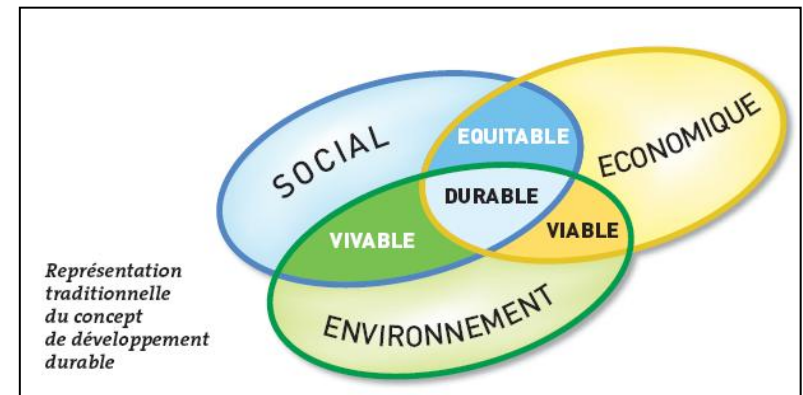 SOCIAL
EQUITABLE
ECONOMIQUE
DURABLE
VIVABLE
VIABLE
ENVIRONNEMENT
Représentation
traditionnelle
du concept
de développement
durable